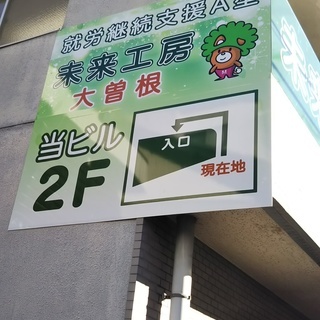 就労継続支援A型
未来工房
大曽根
当ビル
2F
入口
現在地